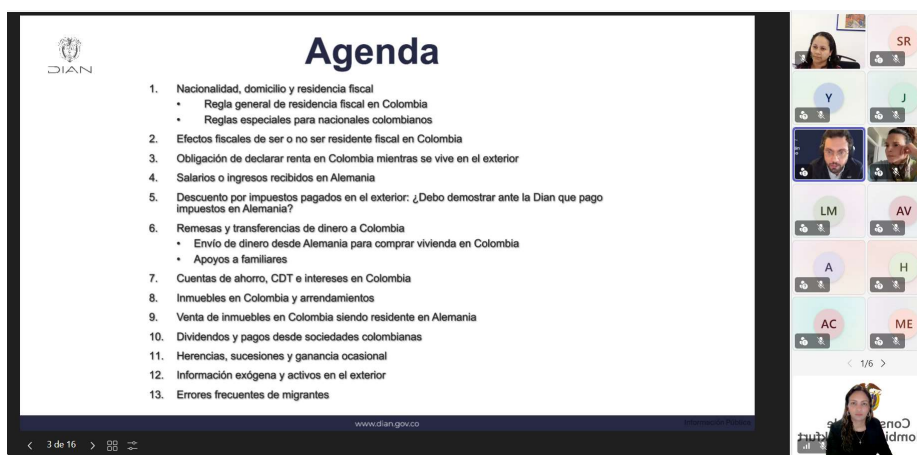 DIAN
Agenda
1. Nacionalidad, domicilio y residencia fiscal
• Regla general de residencia fiscal en Colombia
• Reglas especiales para nacionales colombianos
2. Efectos fiscales de ser o no ser residente fiscal en Colombia
3. Obligación de declarar renta en Colombia mientras se vive en el exterior
4. Salarios o ingresos recibidos en Alemania
5. Descuento por impuestos pagados en el exterior: ¿Debo demostrar ante la Dian que pago
impuestos en Alemania?
6. Remesas y transferencias de dinero a Colombia
• Envío de dinero desde Alemania para comprar vivienda en Colombia
• Apoyos a familiares
7. Cuentas de ahorro, CDT e intereses en Colombia
8. Inmuebles en Colombia y arrendamientos
9. Venta de inmuebles en Colombia siendo residente en Alemania
10. Dividendos y pagos desde sociedades colombianas
11. Herencias, sucesiones y ganancia ocasional
12. Información exógena y activos en el exterior
13. Errores frecuentes de migrantes
www.dian.gov.co
Información Pública
3 de 16
SR
Y
J
LM
AV
A
H
AC
ME
1/6